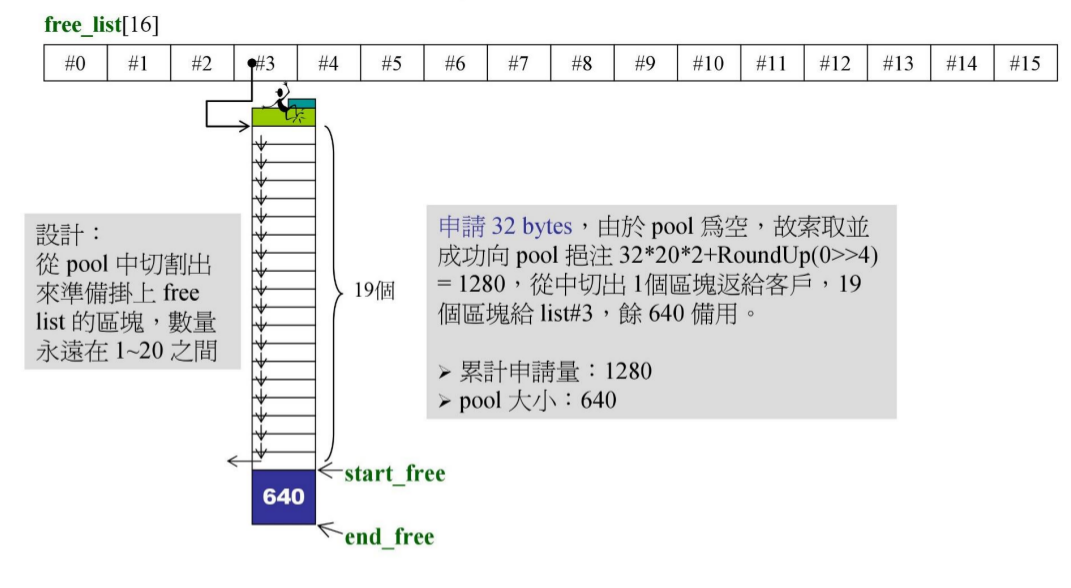 free_list[16]
#0 #1 #2 #3 #4 #5 #6 #7 #8 #9 #10 #11 #12 #13 #14 #15
設計：
從 pool 中切割出
來準備掛上 free
list 的區塊，數量
永遠在 1~20 之間
19個
申請 32 bytes，由於 pool 爲空，故索取並
成功向 pool 挹注 32*20*2+RoundUp(0>>4)
= 1280，從中切出 1個區塊返給客戶，19
個區塊給 list#3，餘 640 備用。
➢ 累計申請量：1280
➢ pool 大小：640
start_free
640
end_free